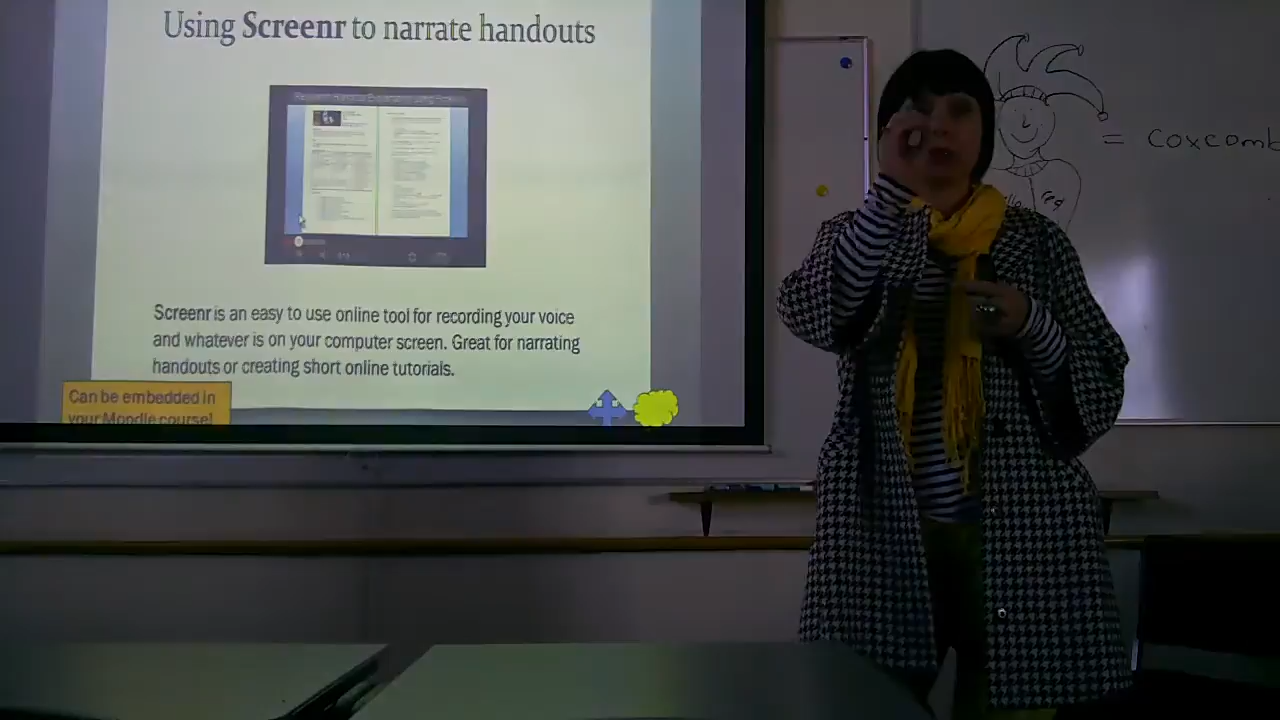 Using Screenr to narrate handouts
Screenr is an easy to use online tool for recording your voice
and whatever is on your computer screen. Great for narrating
handouts or creating short online tutorials.
Can be embedded in
your Moodle course!
= coxcomb